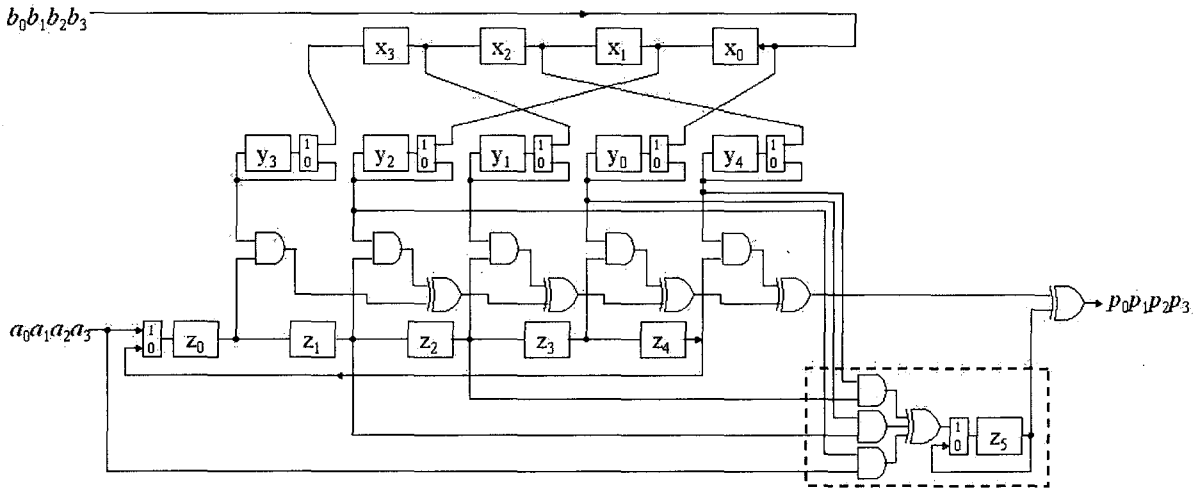 b₀b₁b₂b₃
x₃ x₂ x₁ x₀
y₃ 1 0 y₂ 1 0 y₁ 1 0 y₀ 1 0 y₄ 1 0
p₀p₁p₂p₃
a₀a₁a₂a₃ 1 0 z₀ z₁ z₂ z₃ z₄
1 0 z₅